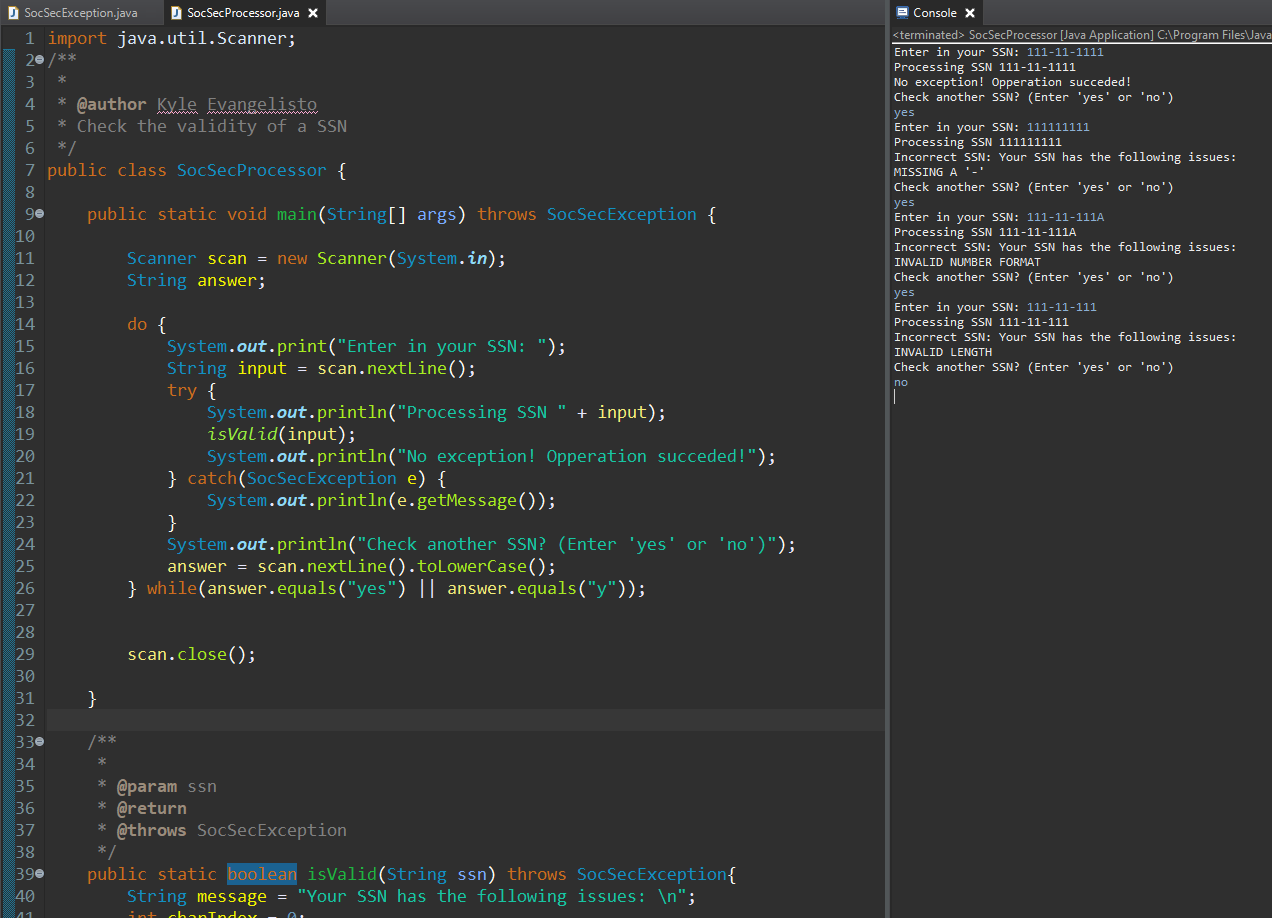 SocSecException.java
SocSecProcessor.java
1 import java.util.Scanner;
2 /**
3  *
4  * @author Kyle Evangelisto
5  * Check the validity of a SSN
6  */
7 public class SocSecProcessor {
8
9     public static void main(String[] args) throws SocSecException {
10
11         Scanner scan = new Scanner(System.in);
12         String answer;
13
14         do {
15             System.out.print("Enter in your SSN: ");
16             String input = scan.nextLine();
17             try {
18                 System.out.println("Processing SSN " + input);
19                 isValid(input);
20                 System.out.println("No exception! Opperation succeded!");
21             } catch(SocSecException e) {
22                 System.out.println(e.getMessage());
23             }
24             System.out.println("Check another SSN? (Enter 'yes' or 'no')");
25             answer = scan.nextLine().toLowerCase();
26         } while(answer.equals("yes") || answer.equals("y"));
27
28
29         scan.close();
30
31     }
32
33     /**
34      *
35      * @param ssn
36      * @return
37      * @throws SocSecException
38      */
39     public static boolean isValid(String ssn) throws SocSecException{
40         String message = "Your SSN has the following issues: \n";
41         int charIndex = 0;
Console
<terminated> SocSecProcessor [Java Application] C:\Program Files\Java
Enter in your SSN: 111-11-1111
Processing SSN 111-11-1111
No exception! Opperation succeded!
Check another SSN? (Enter 'yes' or 'no')
yes
Enter in your SSN: 111111111
Processing SSN 111111111
Incorrect SSN: Your SSN has the following issues:
MISSING A '-'
Check another SSN? (Enter 'yes' or 'no')
yes
Enter in your SSN: 111-11-111A
Processing SSN 111-11-111A
Incorrect SSN: Your SSN has the following issues:
INVALID NUMBER FORMAT
Check another SSN? (Enter 'yes' or 'no')
yes
Enter in your SSN: 111-11-111
Processing SSN 111-11-111
Incorrect SSN: Your SSN has the following issues:
INVALID LENGTH
Check another SSN? (Enter 'yes' or 'no')
no